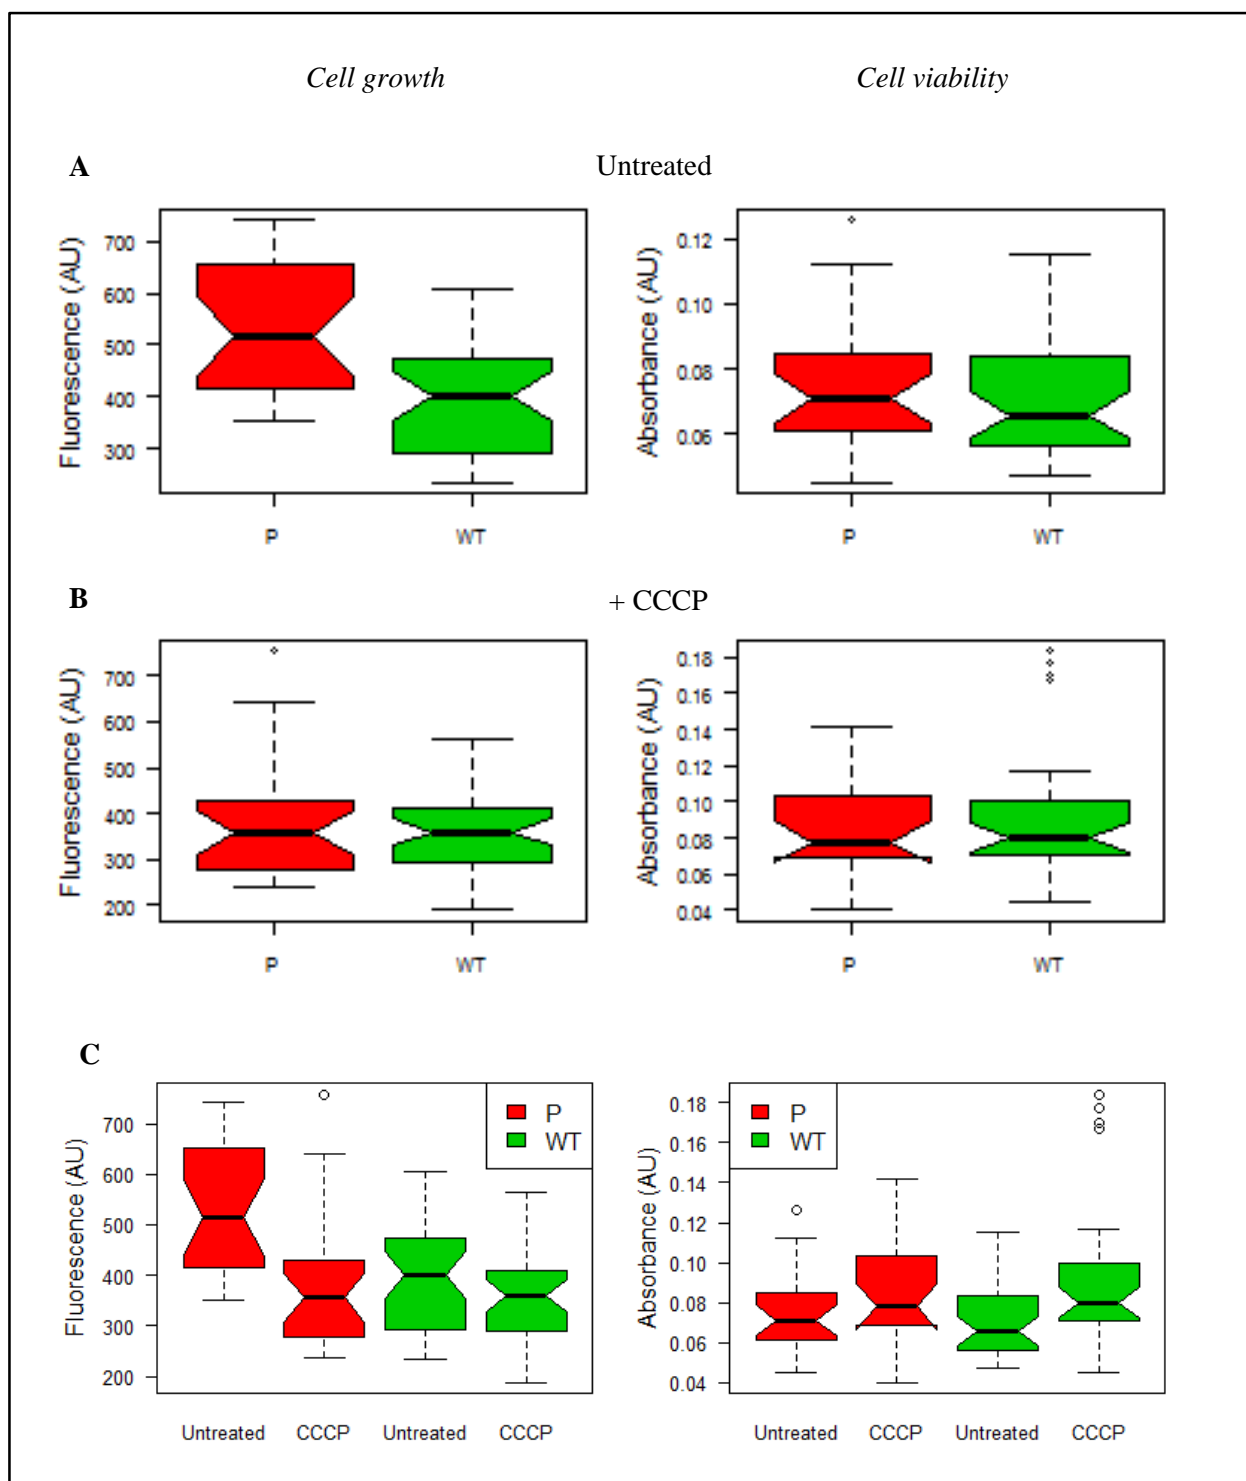 Cell growth
Cell viability
A
Untreated
Fluorescence (AU)
700
600
500
400
300
P
WT
Absorbance (AU)
0.12
0.10
0.08
0.06
P
WT
B
+ CCCP
Fluorescence (AU)
700
600
500
400
300
200
P
WT
Absorbance (AU)
0.18
0.16
0.14
0.12
0.10
0.08
0.06
0.04
P
WT
C
Fluorescence (AU)
700
600
500
400
300
200
P
WT
Untreated
CCCP
Untreated
CCCP
Absorbance (AU)
0.18
0.16
0.14
0.12
0.10
0.08
0.06
0.04
P
WT
Untreated
CCCP
Untreated
CCCP